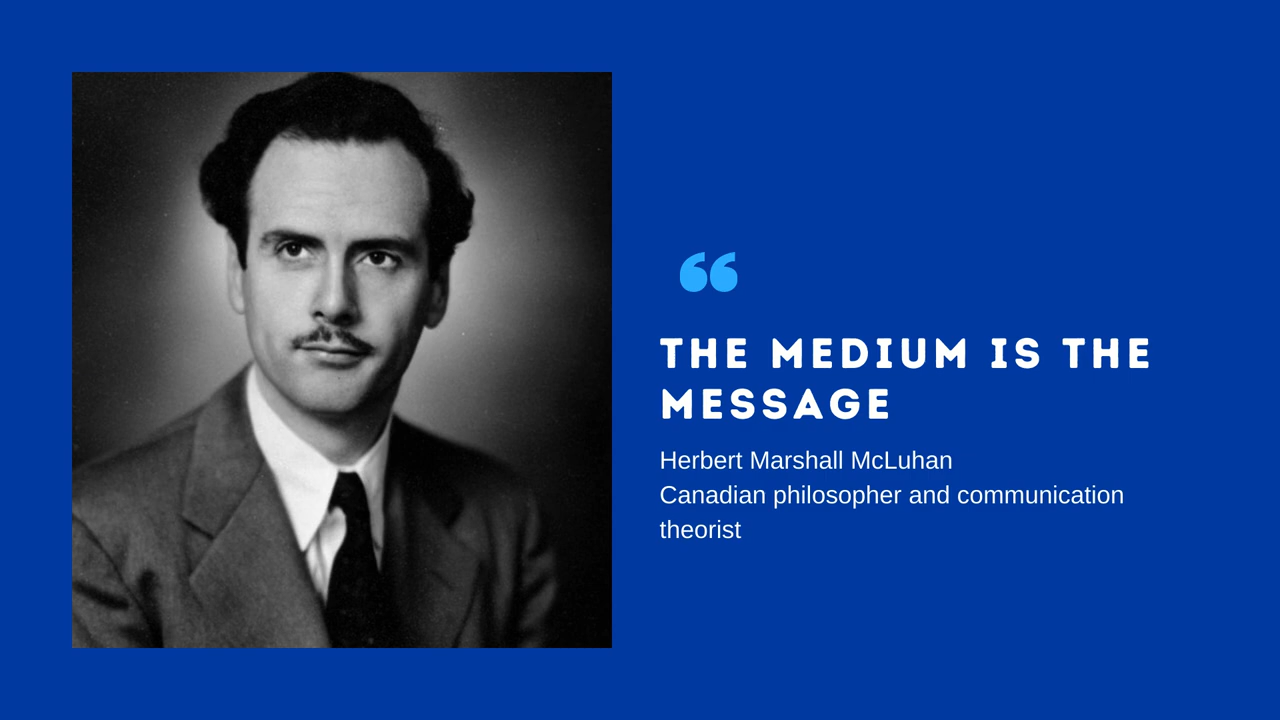 “
THE MEDIUM IS THE
MESSAGE
Herbert Marshall McLuhan
Canadian philosopher and communication
theorist